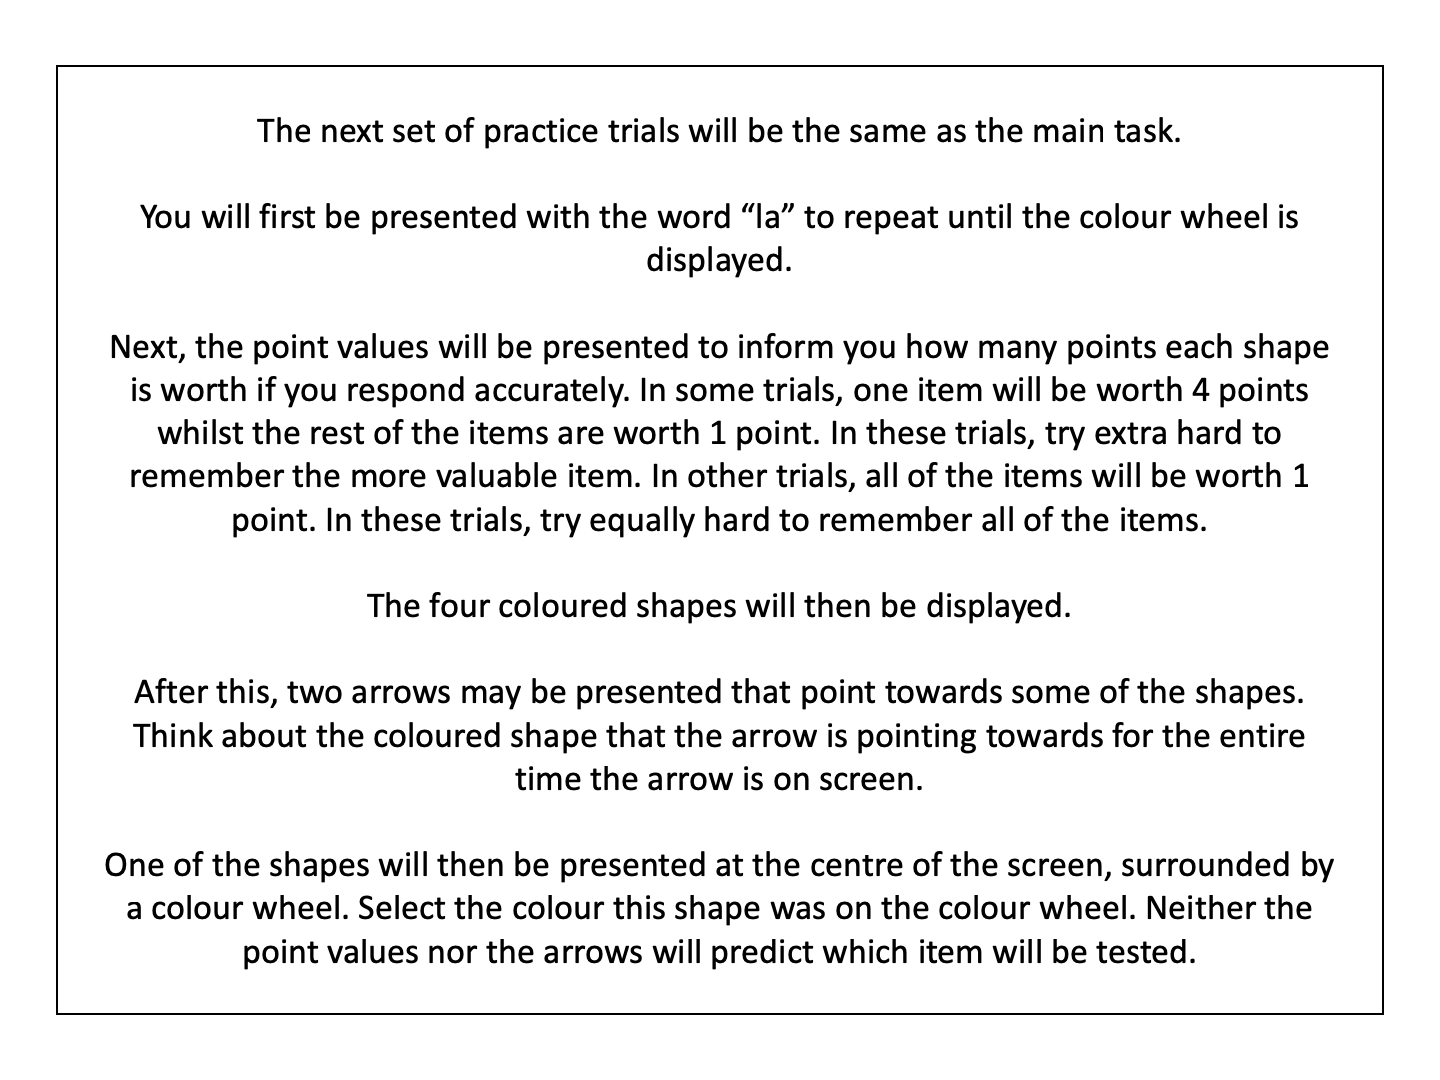 The next set of practice trials will be the same as the main task.
You will first be presented with the word “la” to repeat until the colour wheel is
displayed.
Next, the point values will be presented to inform you how many points each shape
is worth if you respond accurately. In some trials, one item will be worth 4 points
whilst the rest of the items are worth 1 point. In these trials, try extra hard to
remember the more valuable item. In other trials, all of the items will be worth 1
point. In these trials, try equally hard to remember all of the items.
The four coloured shapes will then be displayed.
After this, two arrows may be presented that point towards some of the shapes.
Think about the coloured shape that the arrow is pointing towards for the entire
time the arrow is on screen.
One of the shapes will then be presented at the centre of the screen, surrounded by
a colour wheel. Select the colour this shape was on the colour wheel. Neither the
point values nor the arrows will predict which item will be tested.